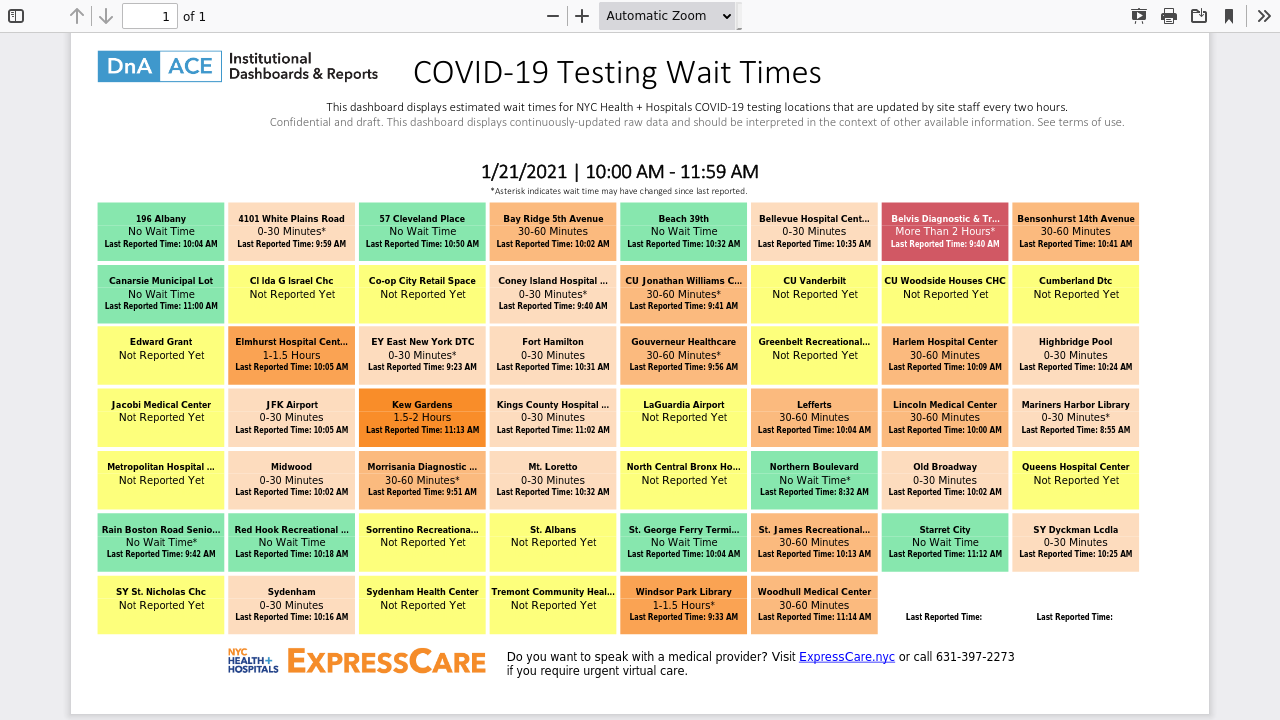 1
of 1
Automatic Zoom
DnA ACE Institutional Dashboards & Reports
COVID-19 Testing Wait Times
This dashboard displays estimated wait times for NYC Health + Hospitals COVID-19 testing locations that are updated by site staff every two hours.
Confidential and draft. This dashboard displays continuously-updated raw data and should be interpreted in the context of other available information. See terms of use.
1/21/2021 | 10:00 AM - 11:59 AM
*Asterisk indicates wait time may have changed since last reported.
196 Albany
No Wait Time
Last Reported Time: 10:04 AM
4101 White Plains Road
0-30 Minutes*
Last Reported Time: 9:59 AM
57 Cleveland Place
No Wait Time
Last Reported Time: 10:50 AM
Bay Ridge 5th Avenue
30-60 Minutes
Last Reported Time: 10:02 AM
Beach 39th
No Wait Time
Last Reported Time: 10:32 AM
Bellevue Hospital Cent...
0-30 Minutes
Last Reported Time: 10:35 AM
Belvis Diagnostic & Tr...
More Than 2 Hours*
Last Reported Time: 9:40 AM
Bensonhurst 14th Avenue
30-60 Minutes
Last Reported Time: 10:41 AM
Canarsie Municipal Lot
No Wait Time
Last Reported Time: 11:00 AM
Cl Ida G Israel Chc
Not Reported Yet
Co-op City Retail Space
Not Reported Yet
Coney Island Hospital ...
0-30 Minutes*
Last Reported Time: 9:40 AM
CU Jonathan Williams C...
30-60 Minutes*
Last Reported Time: 9:41 AM
CU Vanderbilt
Not Reported Yet
CU Woodside Houses CHC
Not Reported Yet
Cumberland Dtc
Not Reported Yet
Edward Grant
Not Reported Yet
Elmhurst Hospital Cent...
1-1.5 Hours
Last Reported Time: 10:05 AM
EY East New York DTC
0-30 Minutes*
Last Reported Time: 9:23 AM
Fort Hamilton
0-30 Minutes
Last Reported Time: 10:31 AM
Gouverneur Healthcare
30-60 Minutes*
Last Reported Time: 9:56 AM
Greenbelt Recreational...
Not Reported Yet
Harlem Hospital Center
30-60 Minutes
Last Reported Time: 10:09 AM
Highbridge Pool
0-30 Minutes
Last Reported Time: 10:24 AM
Jacobi Medical Center
Not Reported Yet
JFK Airport
0-30 Minutes
Last Reported Time: 10:05 AM
Kew Gardens
1.5-2 Hours
Last Reported Time: 11:13 AM
Kings County Hospital ...
0-30 Minutes
Last Reported Time: 11:02 AM
LaGuardia Airport
Not Reported Yet
Lefferts
30-60 Minutes
Last Reported Time: 10:04 AM
Lincoln Medical Center
30-60 Minutes
Last Reported Time: 10:00 AM
Mariners Harbor Library
0-30 Minutes*
Last Reported Time: 8:55 AM
Metropolitan Hospital ...
Not Reported Yet
Midwood
0-30 Minutes
Last Reported Time: 10:02 AM
Morrisania Diagnostic ...
30-60 Minutes*
Last Reported Time: 9:51 AM
Mt. Loretto
0-30 Minutes
Last Reported Time: 10:32 AM
North Central Bronx Ho...
Not Reported Yet
Northern Boulevard
No Wait Time*
Last Reported Time: 8:32 AM
Old Broadway
0-30 Minutes
Last Reported Time: 10:02 AM
Queens Hospital Center
Not Reported Yet
Rain Boston Road Senio...
No Wait Time*
Last Reported Time: 9:42 AM
Red Hook Recreational ...
No Wait Time
Last Reported Time: 10:18 AM
Sorrentino Recreationa...
Not Reported Yet
St. Albans
Not Reported Yet
St. George Ferry Termi...
No Wait Time
Last Reported Time: 10:04 AM
St. James Recreational...
30-60 Minutes
Last Reported Time: 10:13 AM
Starret City
No Wait Time
Last Reported Time: 11:12 AM
SY Dyckman Lcdla
0-30 Minutes
Last Reported Time: 10:25 AM
SY St. Nicholas Chc
Not Reported Yet
Sydenham
0-30 Minutes
Last Reported Time: 10:16 AM
Sydenham Health Center
Not Reported Yet
Tremont Community Heal...
Not Reported Yet
Windsor Park Library
1-1.5 Hours*
Last Reported Time: 9:33 AM
Woodhull Medical Center
30-60 Minutes
Last Reported Time: 11:14 AM
Last Reported Time:
Last Reported Time:
NYC HEALTH+ HOSPITALS
EXPRESSCARE
Do you want to speak with a medical provider? Visit ExpressCare.nyc or call 631-397-2273
if you require urgent virtual care.